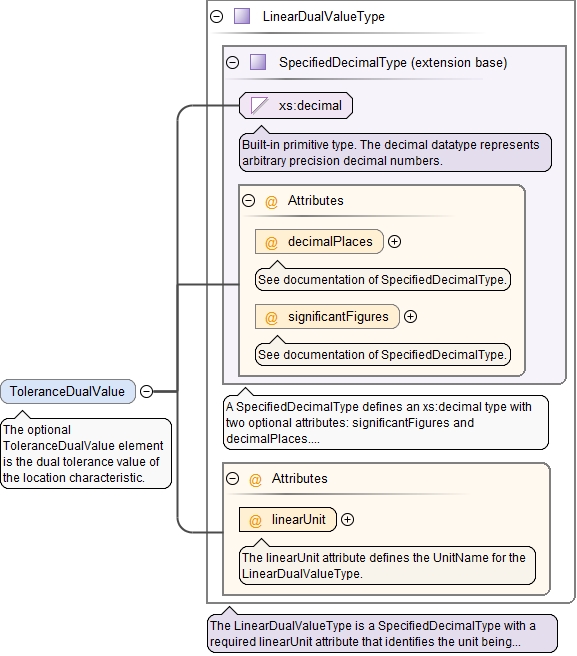 LinearDualValueType
SpecifiedDecimalType (extension base)
xs:decimal
Built-in primitive type. The decimal datatype represents
arbitrary precision decimal numbers.
@ Attributes
@ decimalPlaces
See documentation of SpecifiedDecimalType.
@ significantFigures
See documentation of SpecifiedDecimalType.
ToleranceDualValue
The optional
ToleranceDualValue element
is the dual tolerance value of
the location characteristic.
A SpecifiedDecimalType defines an xs:decimal type with
two optional attributes: significantFigures and
decimalPlaces....
@ Attributes
@ linearUnit
The linearUnit attribute defines the UnitName for the
LinearDualValueType.
The LinearDualValueType is a SpecifiedDecimalType with a
required linearUnit attribute that identifies the unit being...